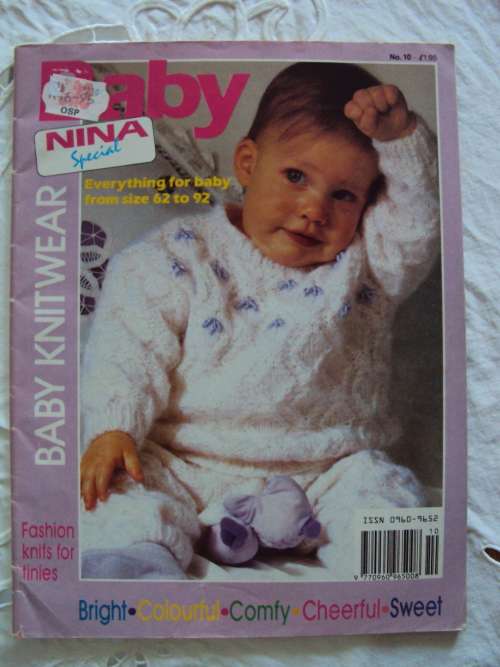 No. 10 - £1.95
Baby
OSP
NINA
Special
Everything for baby
from size 62 to 92
BABY KNITWEAR
Fashion
knits for
tinies
ISSN 0960-9652
10
9 770960 965008
Bright•Colourful•Comfy•Cheerful•Sweet